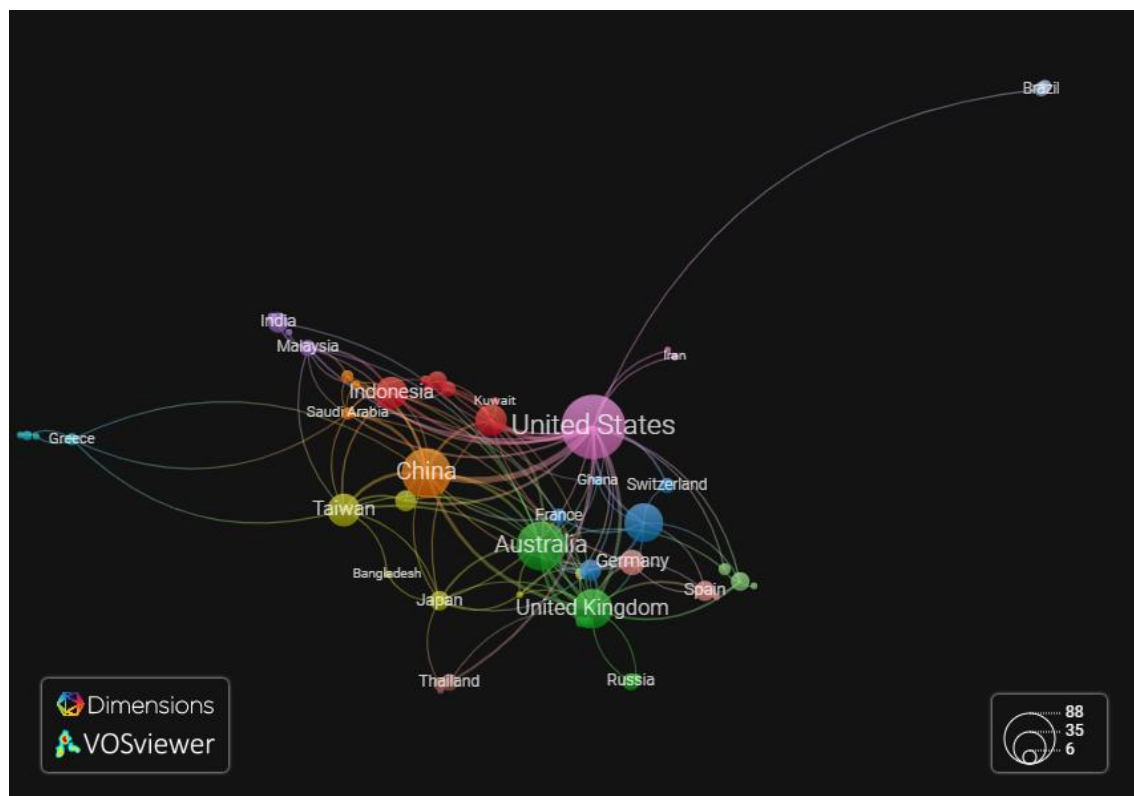 Brazil
India
Malaysia
Iran
Indonesia
Kuwait
Saudi Arabia
United States
Greece
China
Ghana
Switzerland
Taiwan
France
Australia
Germany
Bangladesh
Spain
Japan
United Kingdom
Thailand
Russia
Dimensions
VOSviewer
88
35
6